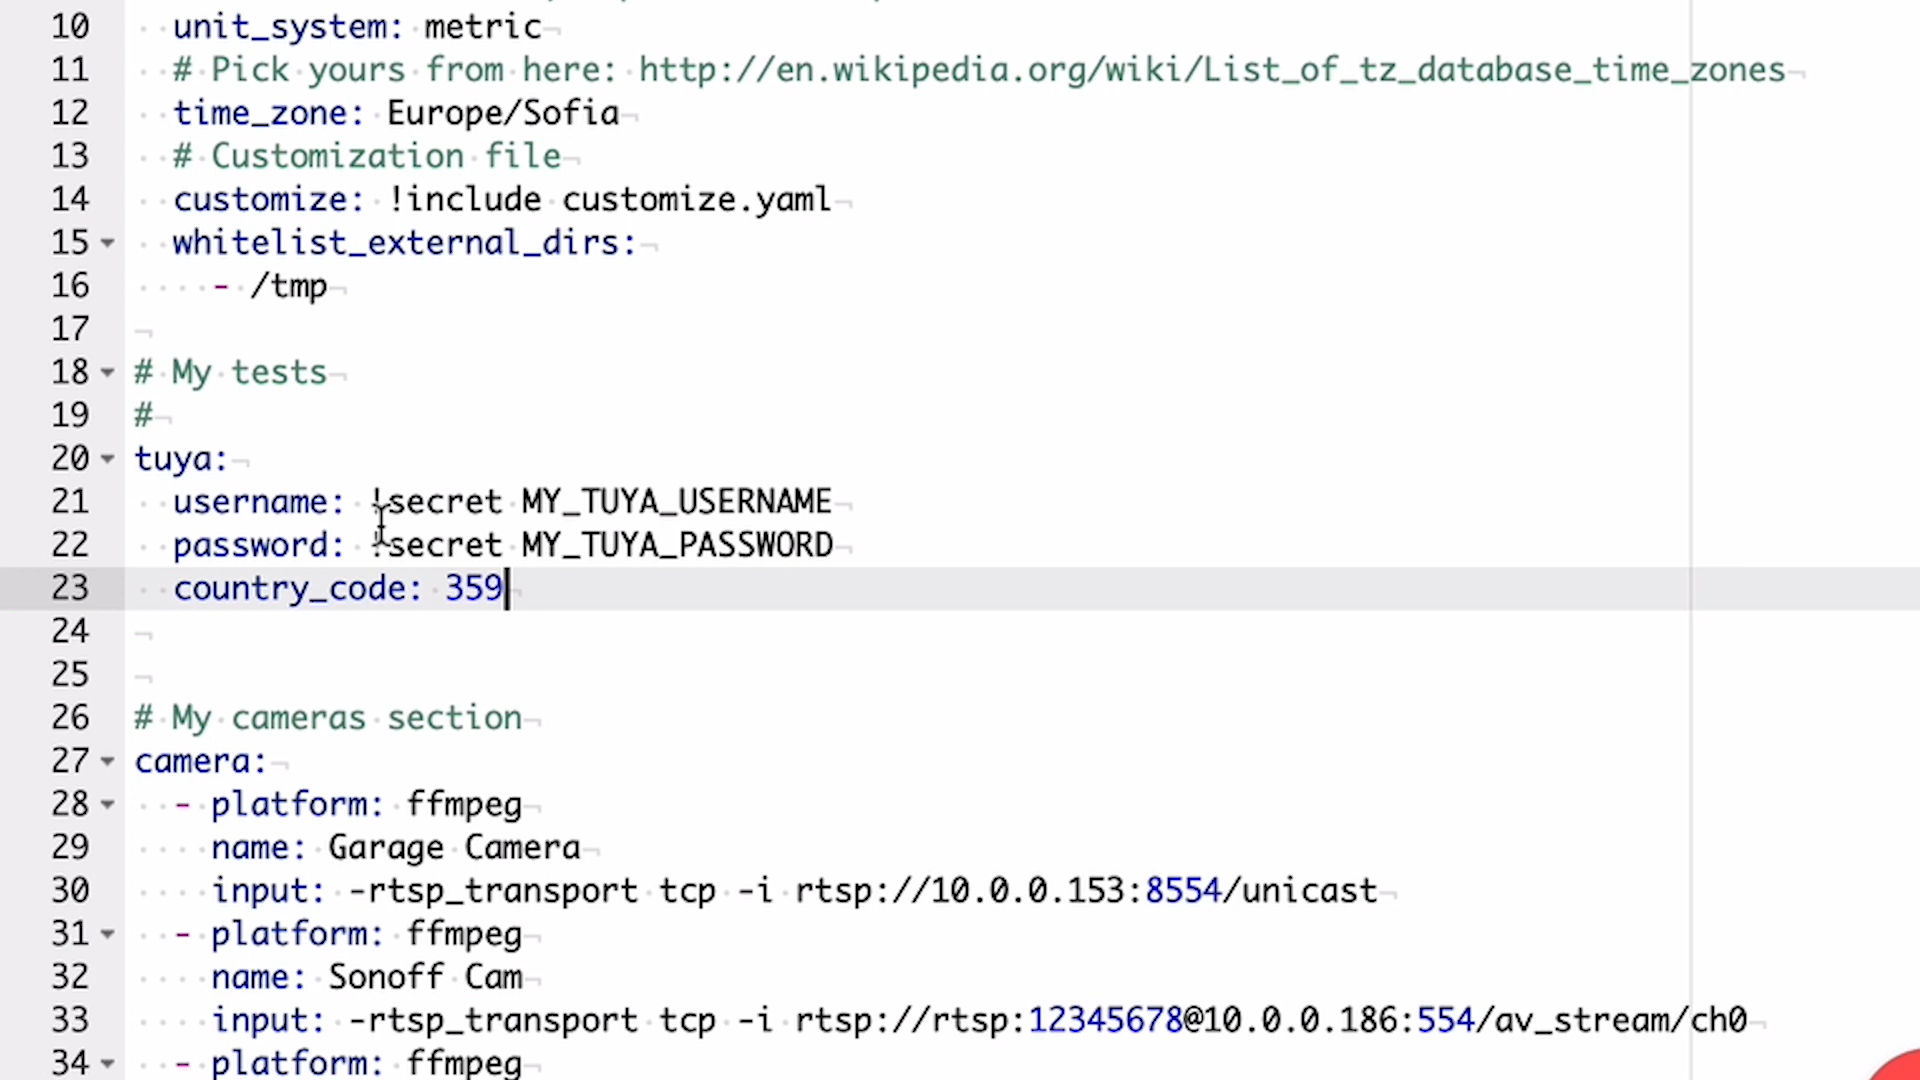 10 unit_system: metric
11 # Pick yours from here: http://en.wikipedia.org/wiki/List_of_tz_database_time_zones
12 time_zone: Europe/Sofia
13 # Customization file
14 customize: !include customize.yaml
15 whitelist_external_dirs:
16 - /tmp
17
18 # My tests
19 #
20 tuya:
21 username: !secret MY_TUYA_USERNAME
22 password: !secret MY_TUYA_PASSWORD
23 country_code: 359
24
25
26 # My cameras section
27 camera:
28 - platform: ffmpeg
29 name: Garage Camera
30 input: -rtsp_transport tcp -i rtsp://10.0.0.153:8554/unicast
31 - platform: ffmpeg
32 name: Sonoff Cam
33 input: -rtsp_transport tcp -i rtsp://rtsp:12345678@10.0.0.186:554/av_stream/ch0
34 - platform: ffmpeg